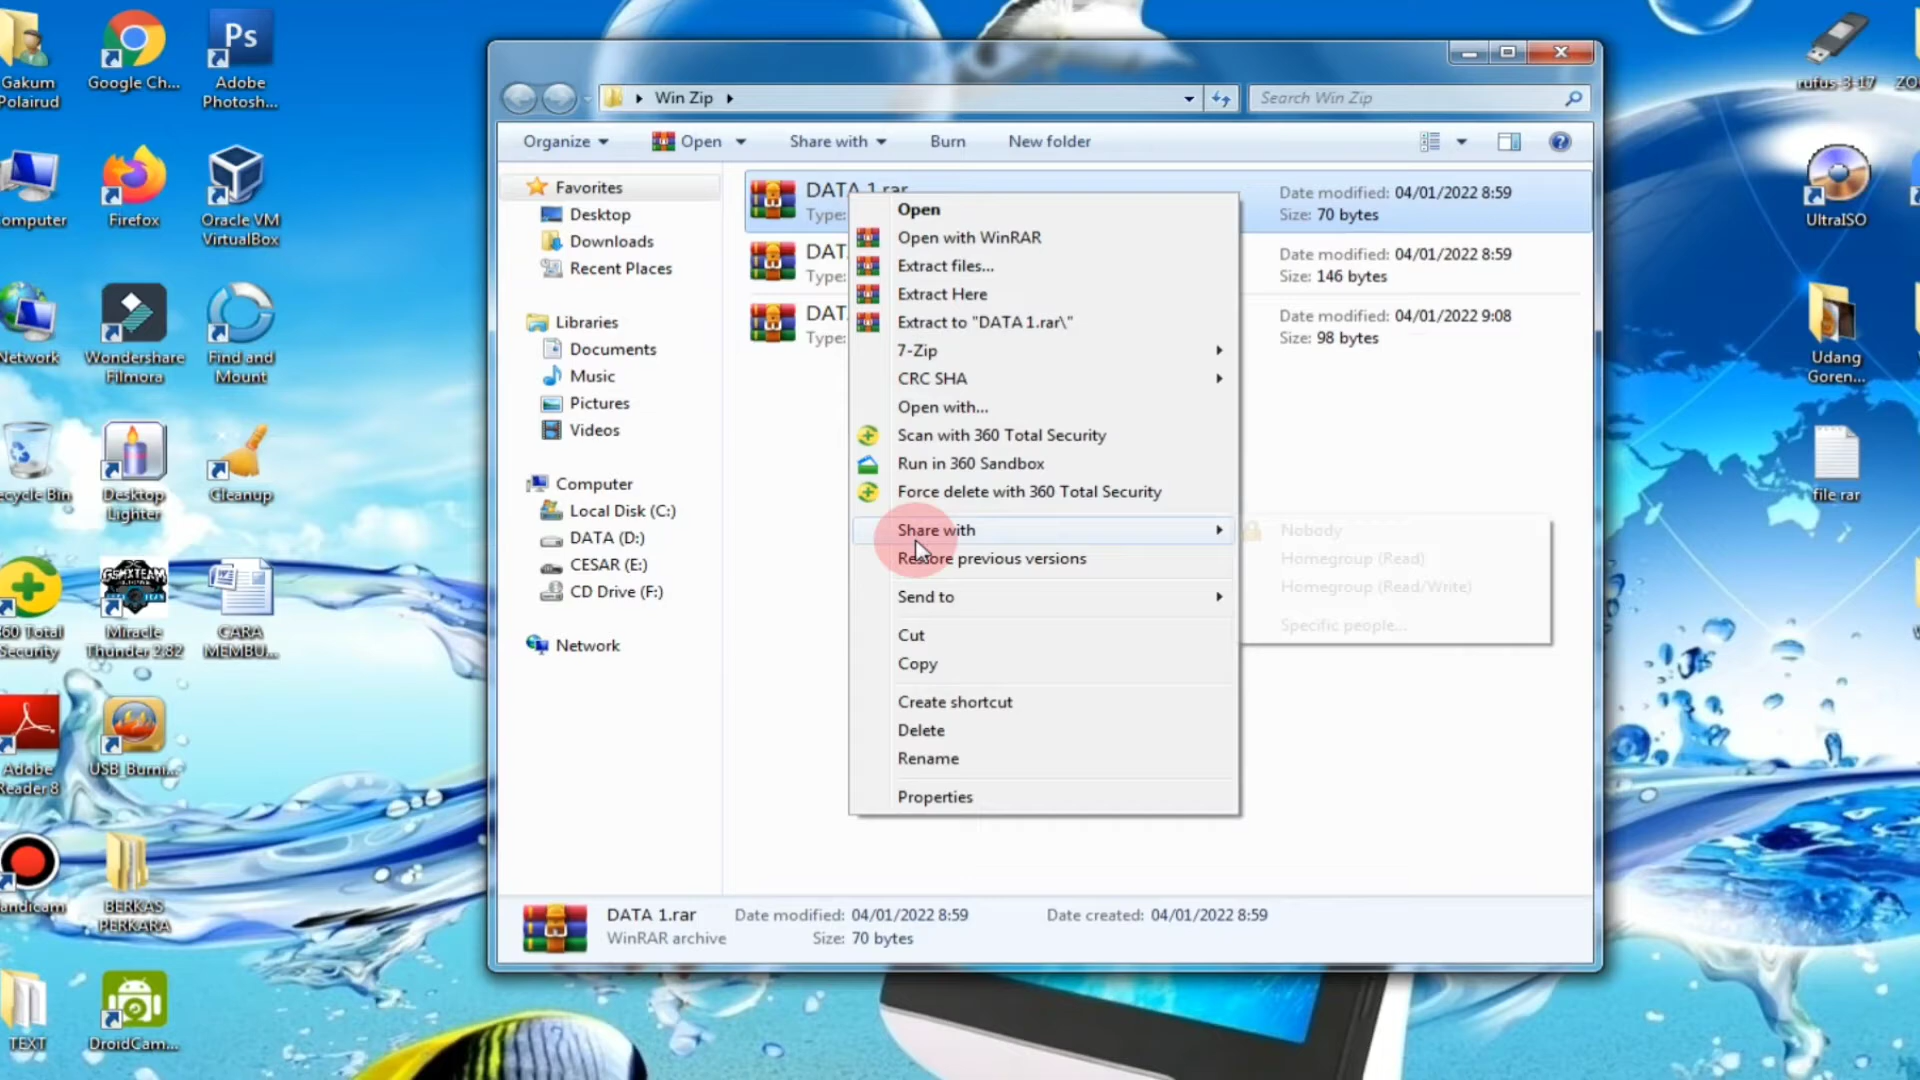 Gakum
Polairud
Google Ch...
Adobe
Photosh...
Ps
Firefox
Oracle VM
VirtualBox
Wondershare
Filmora
Find and
Mount
Desktop
Lighter
Cleanup
Miracle
Thunder 2.82
CARA
MEMBU...
Security
Adobe
USB_Burni...
BERKAS
PERKARA
TEXT
DroidCam...
Win Zip
Search Win Zip
Organize
Open
Share with
Burn
New folder
Favorites
Desktop
Downloads
Recent Places
Libraries
Documents
Music
Pictures
Videos
Computer
Local Disk (C:)
DATA (D:)
CESAR (E:)
CD Drive (F:)
Network
DATA 1.rar
Type:
Date modified: 04/01/2022 8:59
Size: 70 bytes
Type:
Date modified: 04/01/2022 8:59
Size: 146 bytes
Type:
Date modified: 04/01/2022 9:08
Size: 98 bytes
Open
Open with WinRAR
Extract files...
Extract Here
Extract to "DATA 1.rar\"
7-Zip
CRC SHA
Open with...
Scan with 360 Total Security
Run in 360 Sandbox
Force delete with 360 Total Security
Share with
Restore previous versions
Send to
Cut
Copy
Create shortcut
Delete
Rename
Properties
Nobody
Homegroup (Read)
Homegroup (Read/Write)
Specific people...
DATA 1.rar
Date modified: 04/01/2022 8:59
Date created: 04/01/2022 8:59
WinRAR archive
Size: 70 bytes
rufus-3-17
UltraISO
Udang
Goren...
file rar